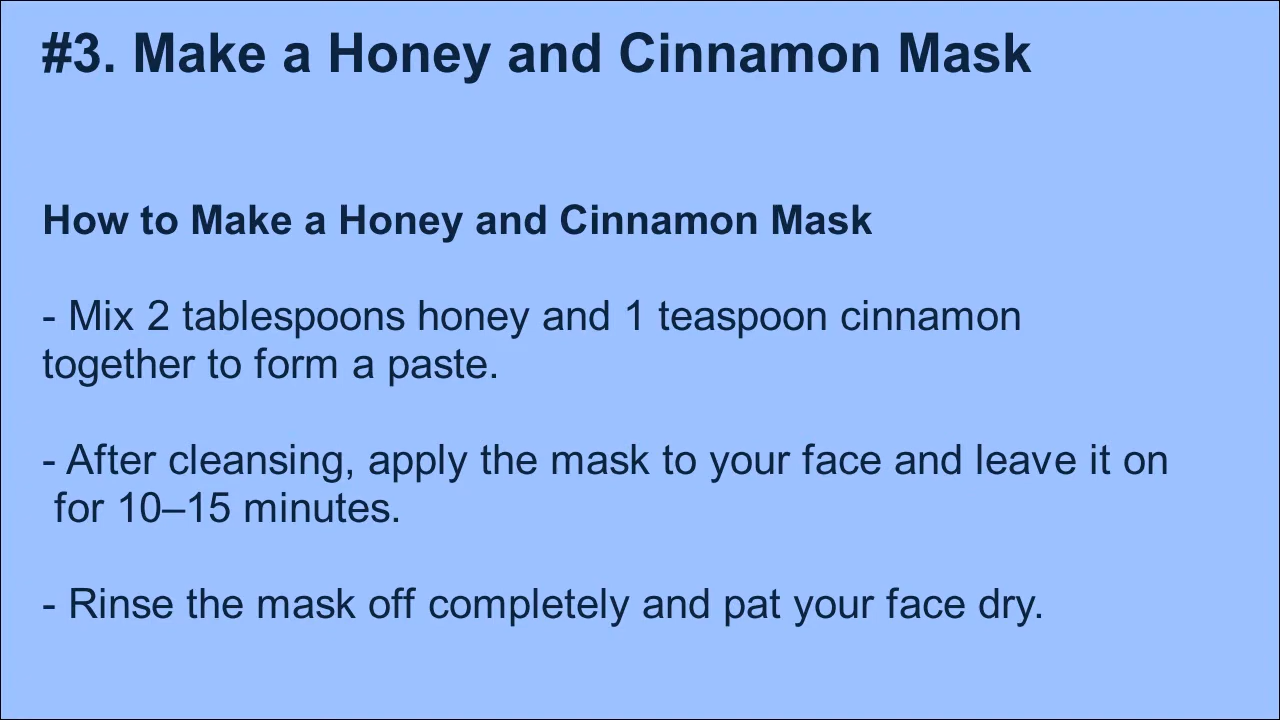 #3. Make a Honey and Cinnamon Mask
How to Make a Honey and Cinnamon Mask
- Mix 2 tablespoons honey and 1 teaspoon cinnamon
together to form a paste.
- After cleansing, apply the mask to your face and leave it on
for 10–15 minutes.
- Rinse the mask off completely and pat your face dry.